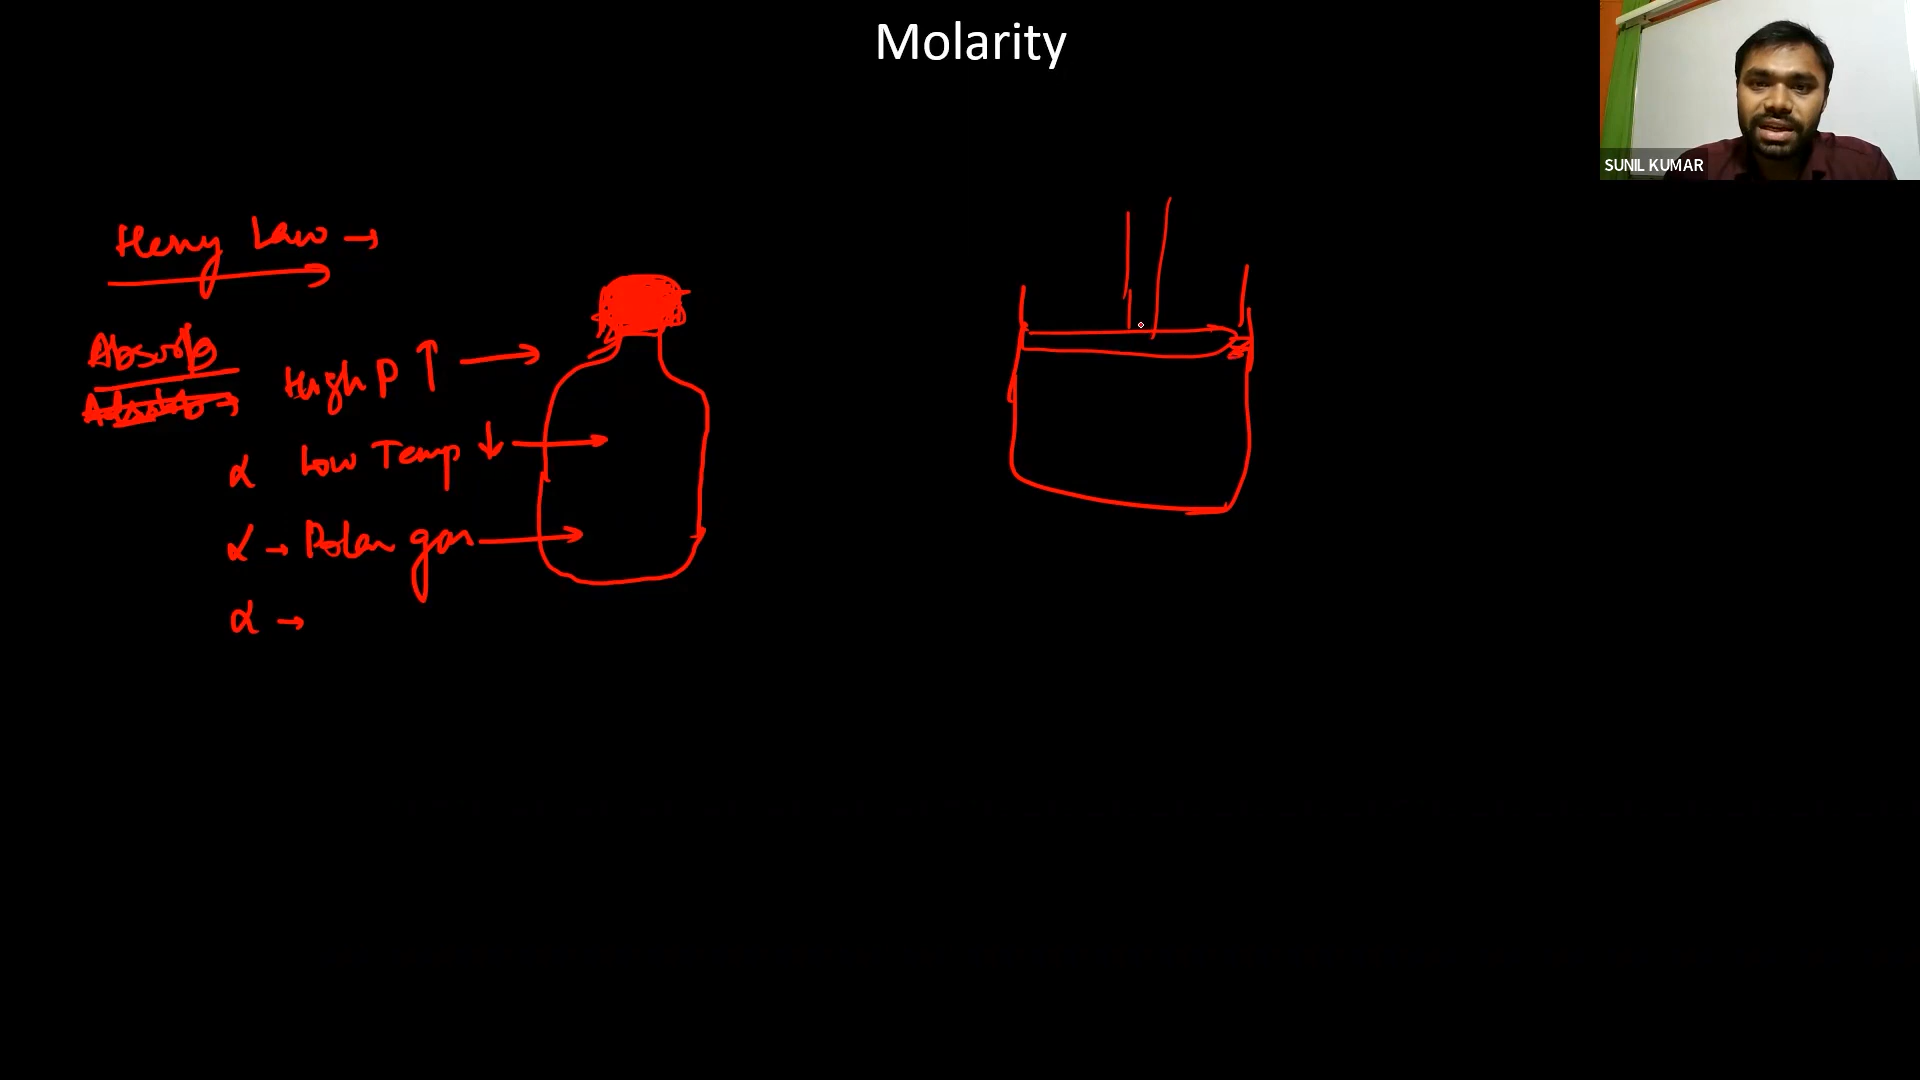 Molarity
SUNIL KUMAR
Henry Law →
Absorb
High P ↑ →
α Low Temp ↓ →
α → Polar gas →
α →